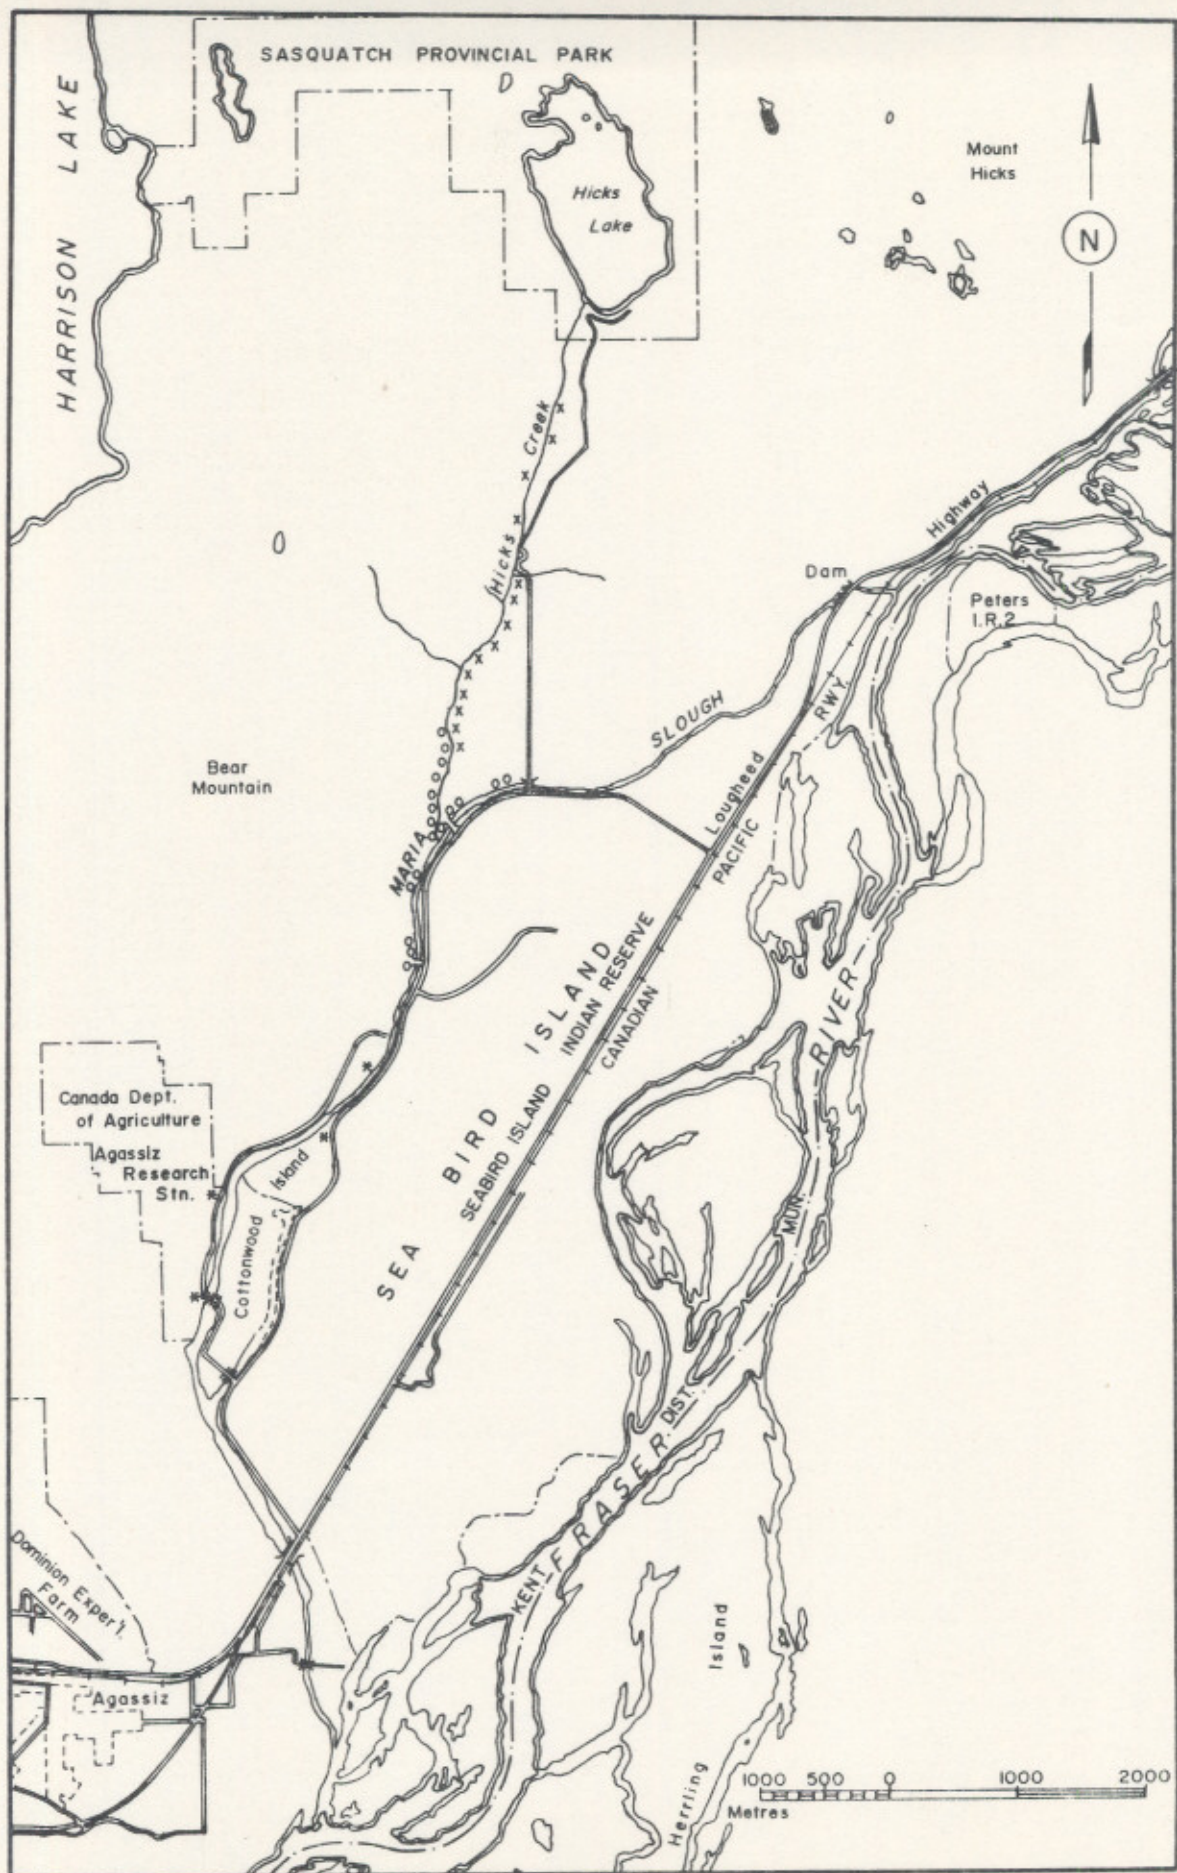 SASQUATCH PROVINCIAL PARK
HARRISON LAKE
Mount
Hicks
Hicks
Lake
N
Hicks Creek
Highway
Dam
Peters
I.R.2
SLOUGH
RWY.
Bear
Mountain
Lougheed
PACIFIC
MARIA
SEA BIRD ISLAND
SEABIRD ISLAND INDIAN RESERVE
CANADIAN
RIVER
Canada Dept.
of Agriculture
Agassiz
Research
Stn.
Island
Cottonwood
MUN.
DIST.
FRASER
KENT
Dominion Exper'l.
Farm
Island
Agassiz
Herrling
1000 500 0 1000 2000
Metres